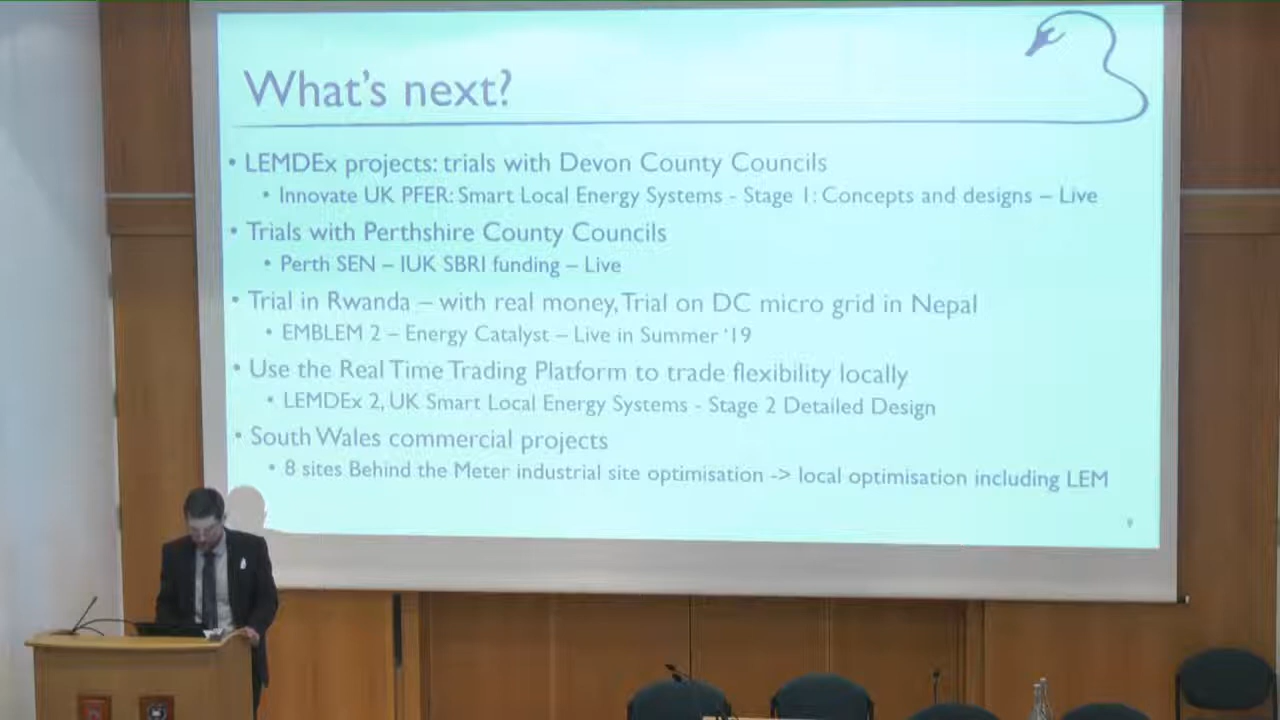 What's next?
• LEMDEx projects: trials with Devon County Councils
• Innovate UK PFER: Smart Local Energy Systems - Stage 1: Concepts and designs – Live
• Trials with Perthshire County Councils
• Perth SEN – IUK SBRI funding – Live
• Trial in Rwanda – with real money, Trial on DC micro grid in Nepal
• EMBLEM 2 – Energy Catalyst – Live in Summer '19
• Use the Real Time Trading Platform to trade flexibility locally
• LEMDEx 2, UK Smart Local Energy Systems - Stage 2 Detailed Design
• South Wales commercial projects
• 8 sites Behind the Meter industrial site optimisation -> local optimisation including LEM
9